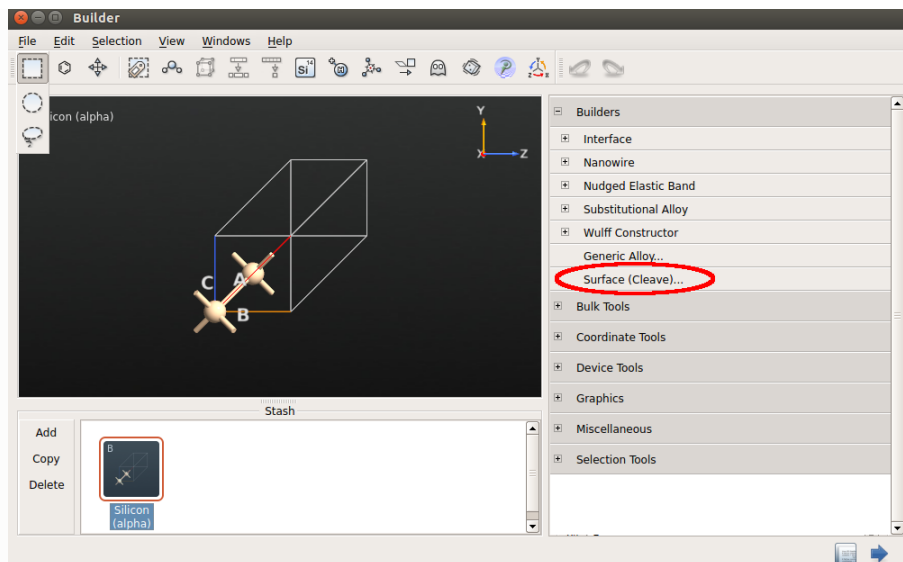 Builder
File Edit Selection View Windows Help
Si 14
icon (alpha)
Y
X
Z
C
A
B
Builders
Interface
Nanowire
Nudged Elastic Band
Substitutional Alloy
Wulff Constructor
Generic Alloy...
Surface (Cleave)...
Bulk Tools
Coordinate Tools
Device Tools
Graphics
Miscellaneous
Selection Tools
Stash
Add
Copy
Delete
B
Silicon
(alpha)